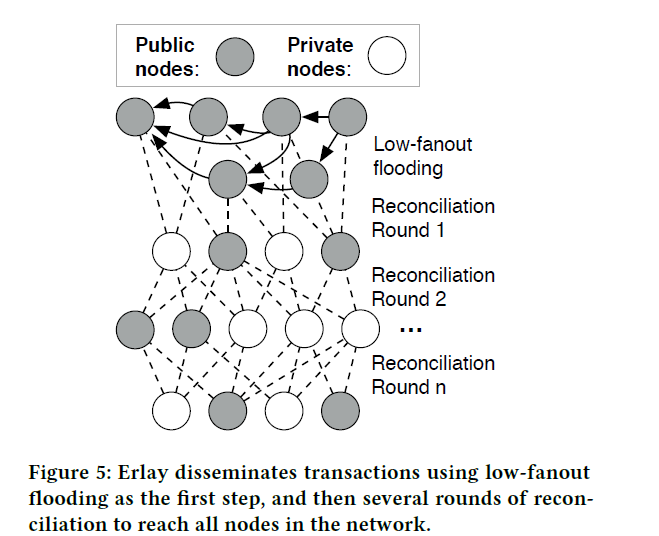 Public nodes:
Private nodes:
Low-fanout
flooding
Reconciliation
Round 1
Reconciliation
Round 2
...
Reconciliation
Round n
Figure 5: Erlay disseminates transactions using low-fanout
flooding as the first step, and then several rounds of recon-
ciliation to reach all nodes in the network.